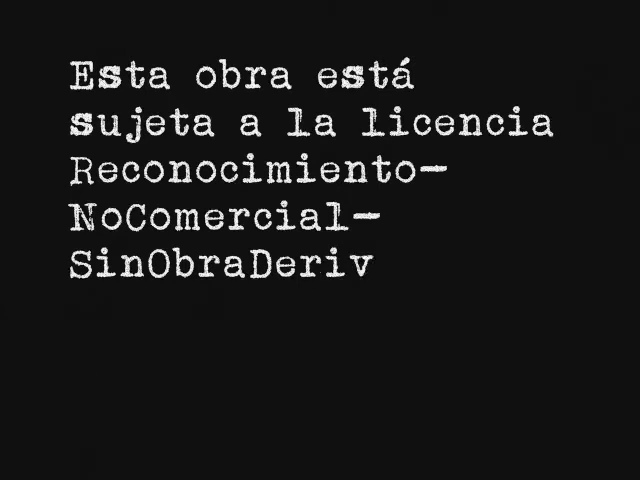 Esta obra está
sujeta a la licencia
Reconocimiento-
NoComercial-
SinObraDeriv